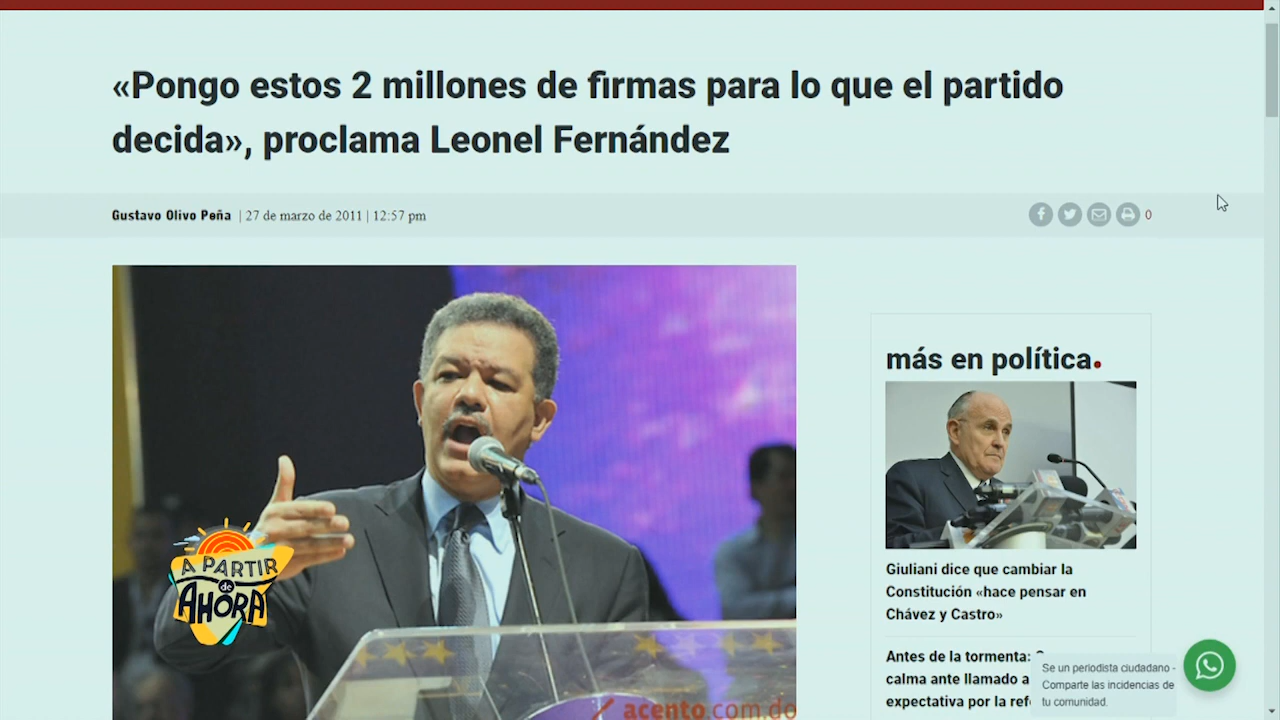 «Pongo estos 2 millones de firmas para lo que el partido
decida», proclama Leonel Fernández
Gustavo Olivo Peña | 27 de marzo de 2011 | 12:57 pm
0
A PARTIR
de
AHORA
acento.com.do
más en política.
Giuliani dice que cambiar la
Constitución «hace pensar en
Chávez y Castro»
Antes de la tormenta:
calma ante llamado a
expectativa por la
Se un periodista ciudadano -
Comparte las incidencias de
tu comunidad.